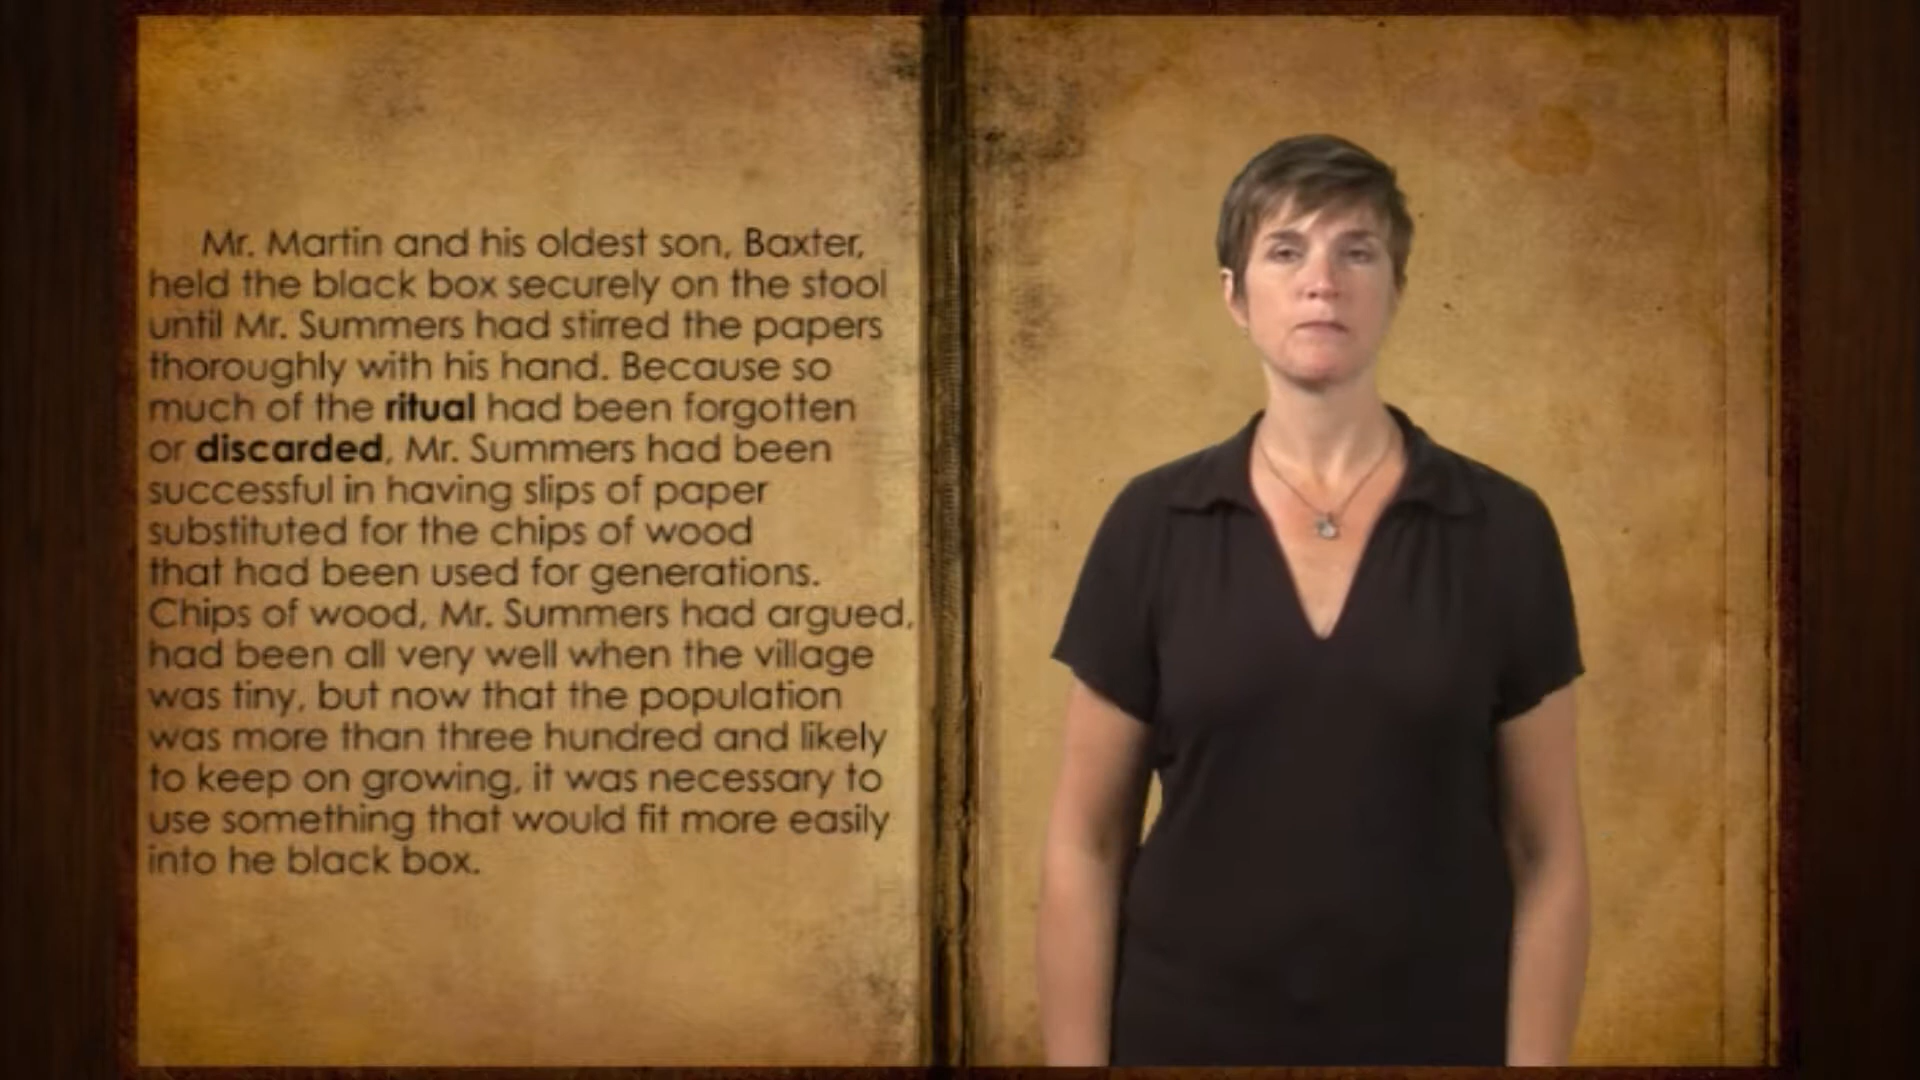 Mr. Martin and his oldest son, Baxter,
held the black box securely on the stool
until Mr. Summers had stirred the papers
thoroughly with his hand. Because so
much of the ritual had been forgotten
or discarded, Mr. Summers had been
successful in having slips of paper
substituted for the chips of wood
that had been used for generations.
Chips of wood, Mr. Summers had argued,
had been all very well when the village
was tiny, but now that the population
was more than three hundred and likely
to keep on growing, it was necessary to
use something that would fit more easily
into he black box.